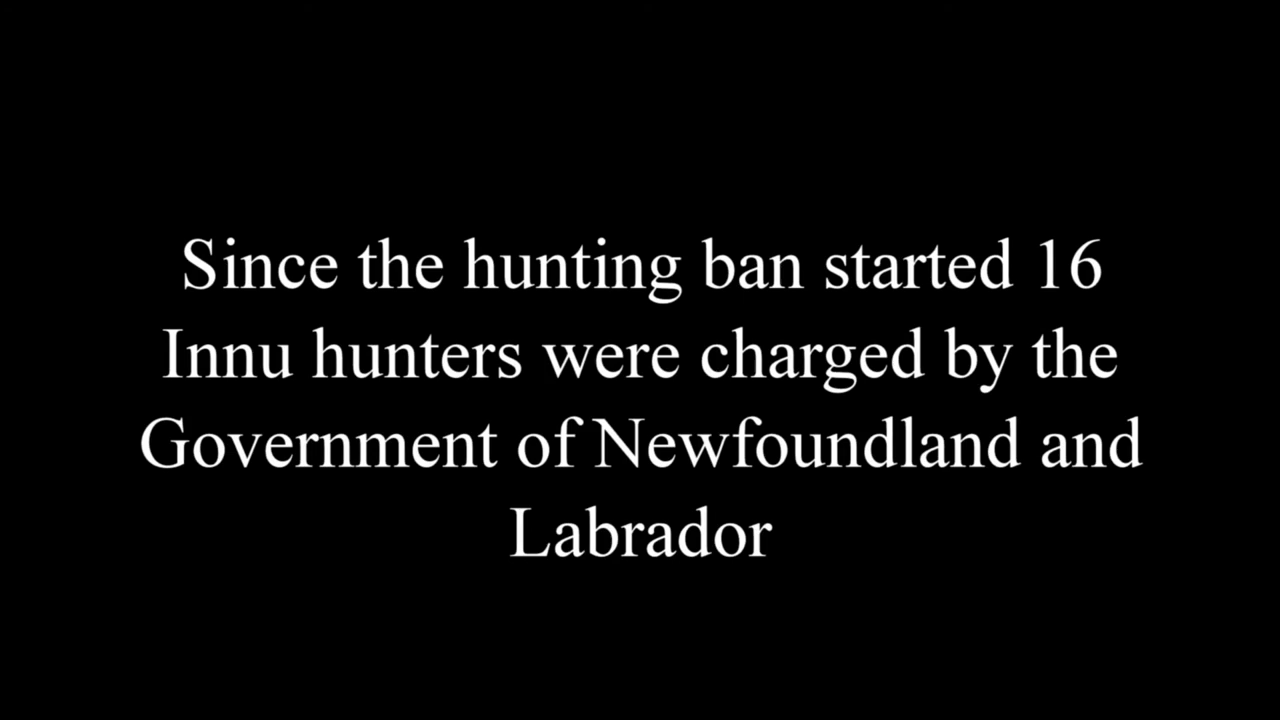 Since the hunting ban started 16
Innu hunters were charged by the
Government of Newfoundland and
Labrador